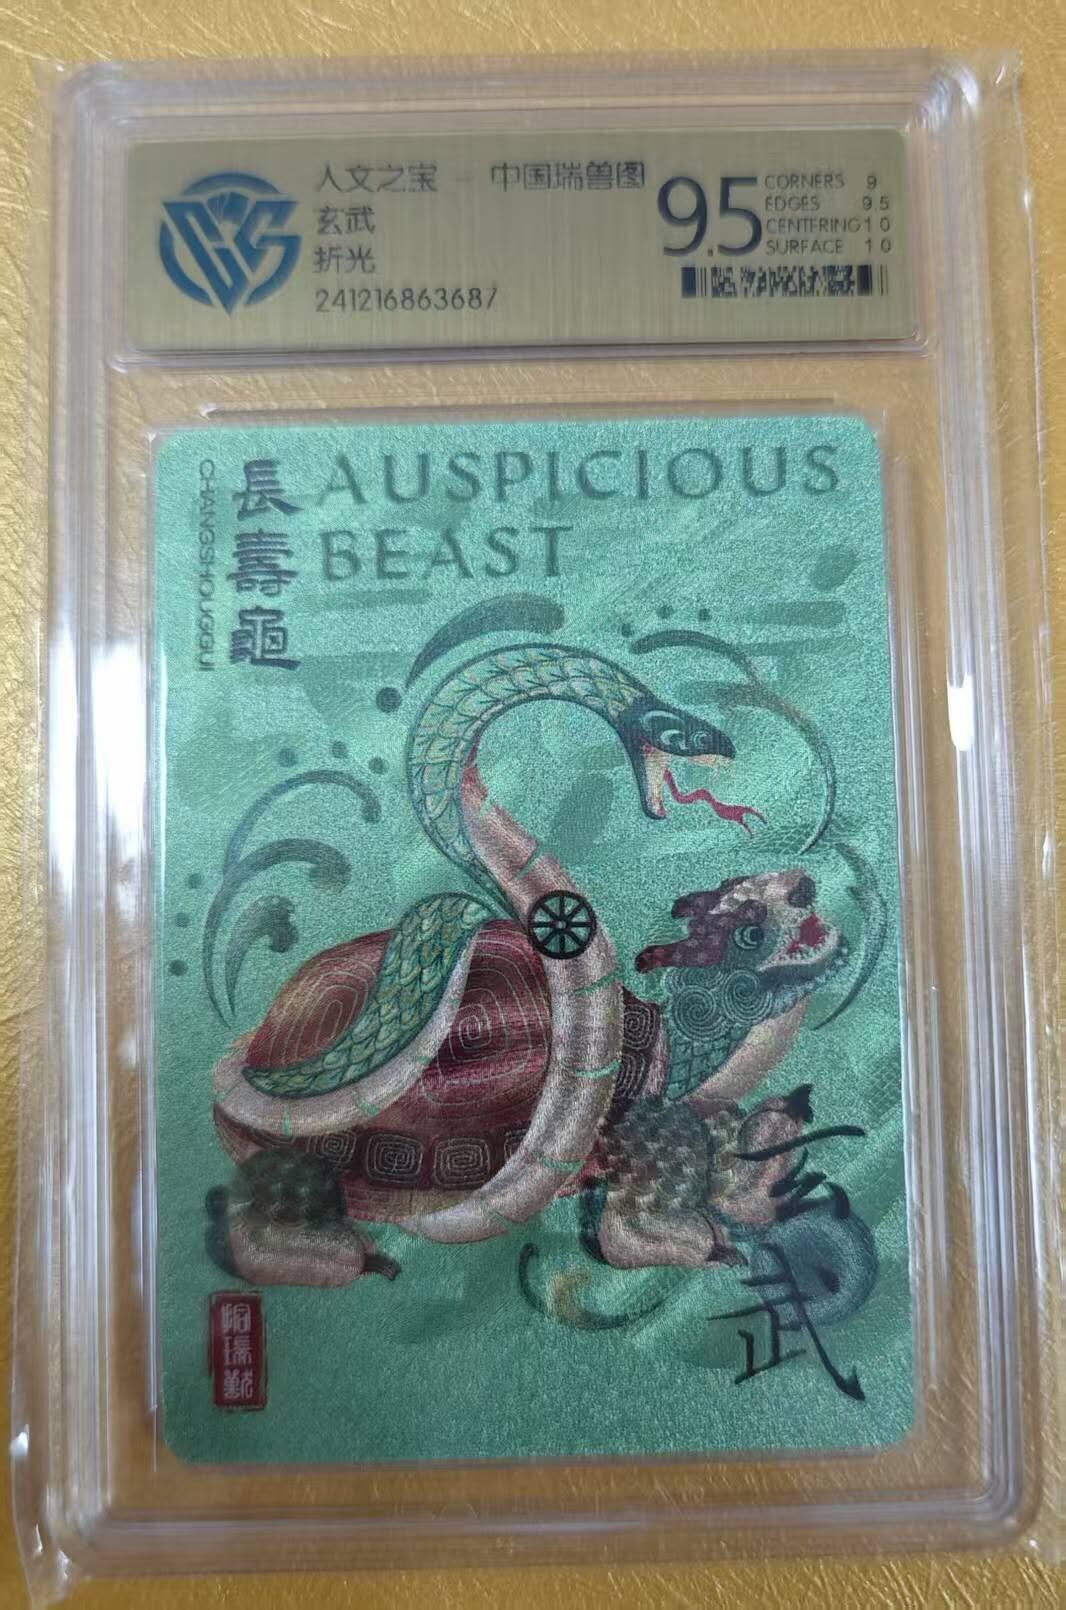 人文之宝 - 中国瑞兽图
玄武
折光
241216863687
9.5
CORNERS 9
EDGES 9.5
CENTERING 10
SURFACE 10
長壽龜
CHANGSHOUGGUI
AUSPICIOUS
BEAST
玄武